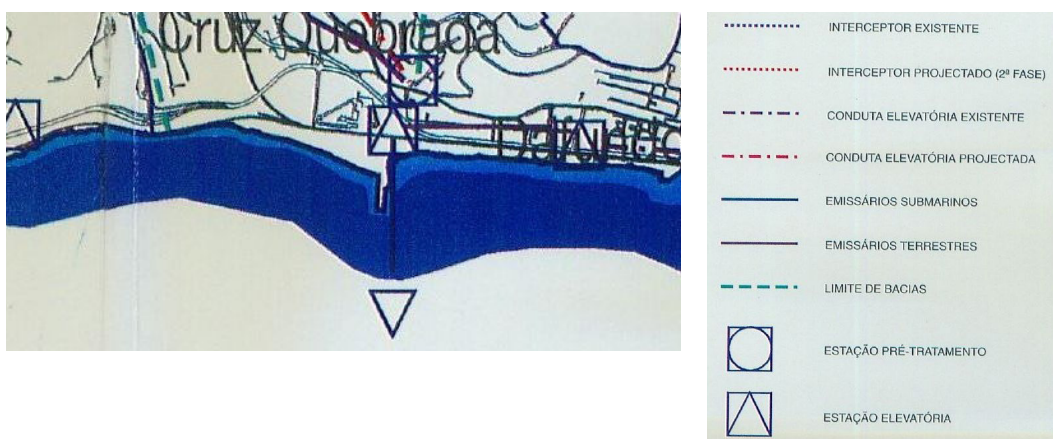 Cruz Quebrada
Dafundo
INTERCEPTOR EXISTENTE
INTERCEPTOR PROJECTADO (2ª FASE)
CONDUTA ELEVATÓRIA EXISTENTE
CONDUTA ELEVATÓRIA PROJECTADA
EMISSÁRIOS SUBMARINOS
EMISSÁRIOS TERRESTRES
LIMITE DE BACIAS
ESTAÇÃO PRÉ-TRATAMENTO
ESTAÇÃO ELEVATÓRIA